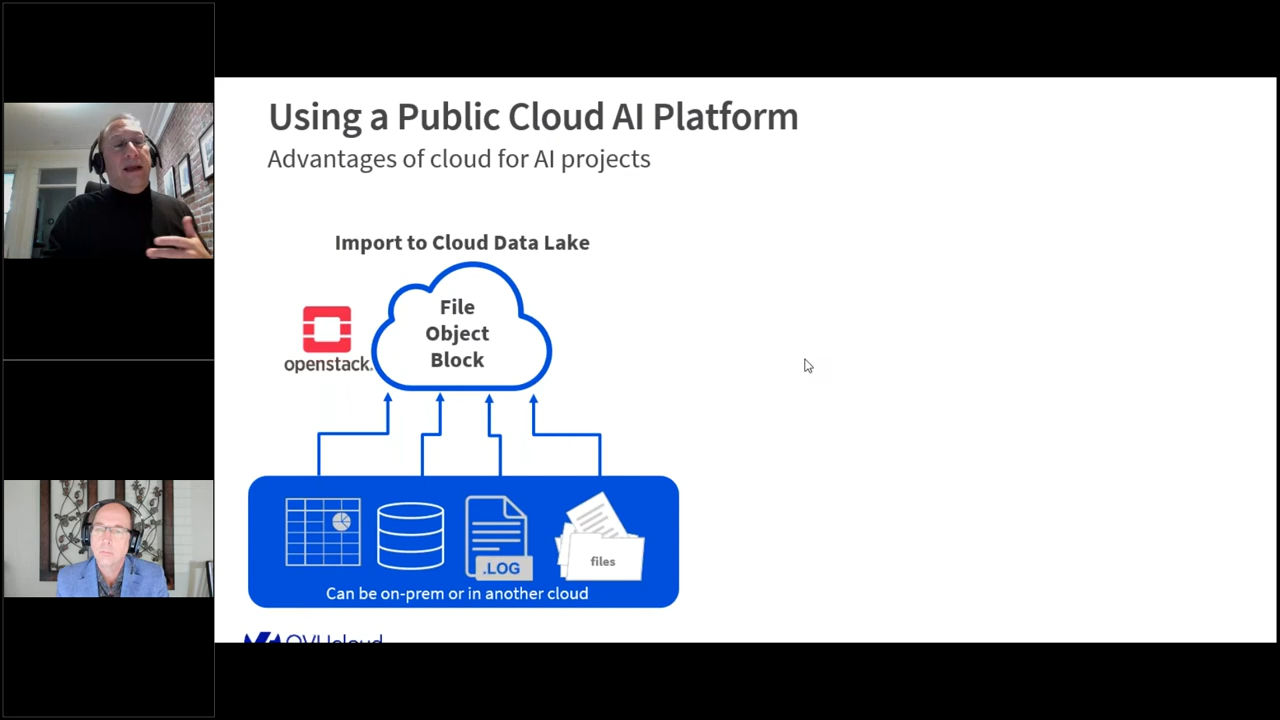 Using a Public Cloud AI Platform
Advantages of cloud for AI projects
Import to Cloud Data Lake
File
Object
Block
openstack.
.LOG
files
Can be on-prem or in another cloud
OVHcloud